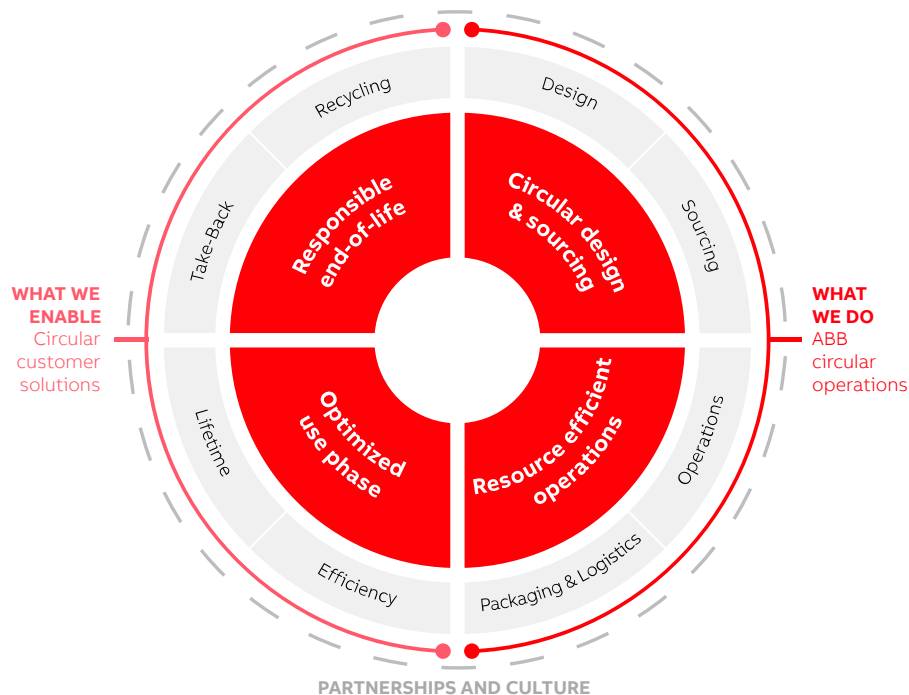 Recycling
Design
Take-Back
Sourcing
Responsible
end-of-life
Circular design
& sourcing
WHAT WE
ENABLE
Circular
customer
solutions
WHAT
WE DO
ABB
circular
operations
Lifetime
Efficiency
Optimized
use phase
Resource efficient
operations
Operations
Packaging & Logistics
PARTNERSHIPS AND CULTURE